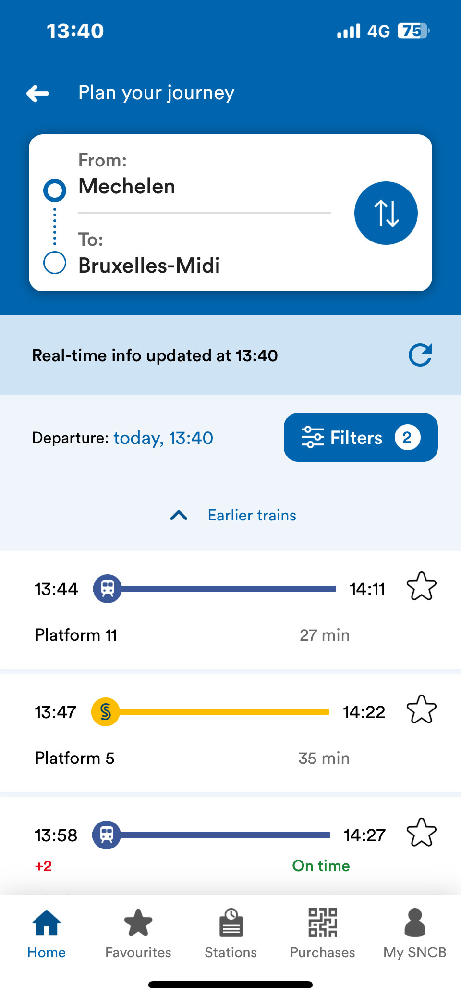 13:40
4G 75
Plan your journey
From:
Mechelen
To:
Bruxelles-Midi
Real-time info updated at 13:40
Departure: today, 13:40
Filters 2
Earlier trains
13:44 14:11
Platform 11 27 min
13:47 S 14:22
Platform 5 35 min
13:58 14:27
+2 On time
Home Favourites Stations Purchases My SNCB